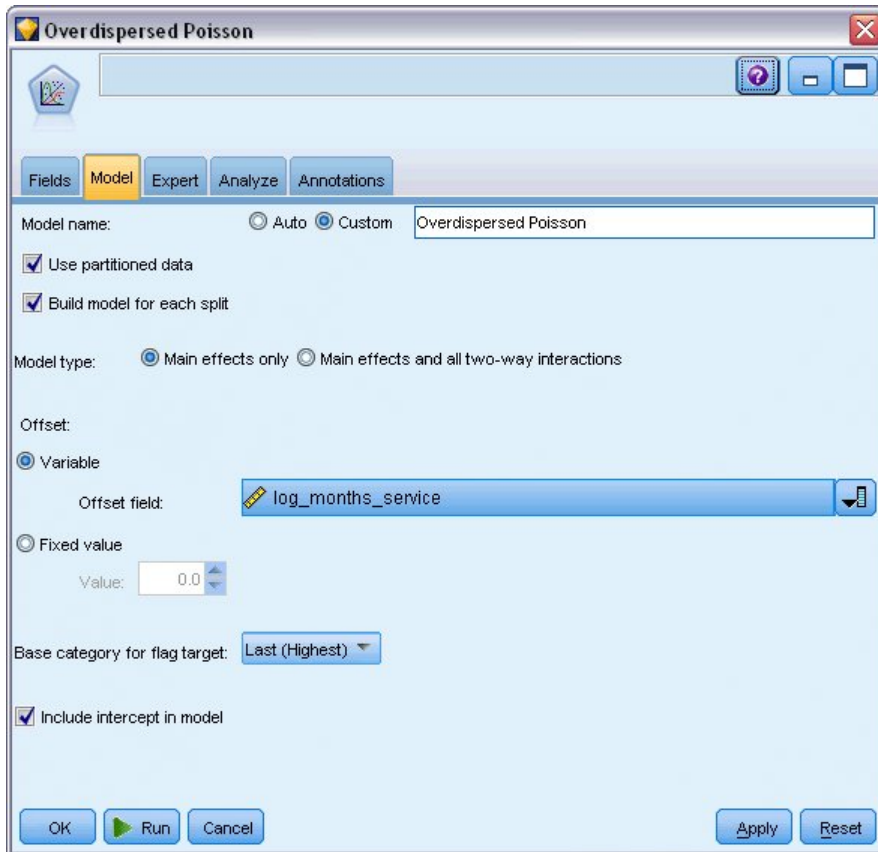 Overdispersed Poisson
Fields Model Expert Analyze Annotations
Model name: Auto Custom Overdispersed Poisson
Use partitioned data
Build model for each split
Model type: Main effects only Main effects and all two-way interactions
Offset:
Variable
Offset field: log_months_service
Fixed value
Value: 0.0
Base category for flag target: Last (Highest)
Include intercept in model
OK Run Cancel Apply Reset